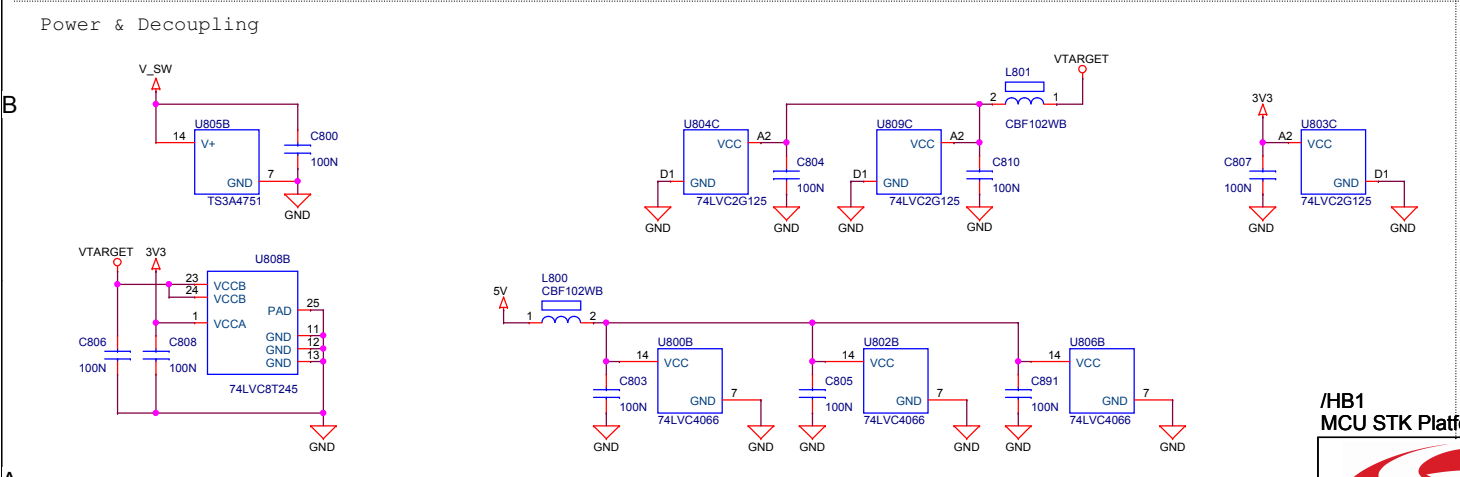 Power & Decoupling
B
V_SW
U805B
14
V+
GND
7
TS3A4751
C800
100N
GND
U804C
A2
VCC
D1
GND
74LVC2G125
GND
C804
100N
GND
U809C
A2
VCC
D1
GND
74LVC2G125
GND
C810
100N
GND
L801
2
1
CBF102WB
VTARGET
3V3
U803C
A2
VCC
C807
100N
GND
D1
74LVC2G125
GND
GND
VTARGET
3V3
U808B
23
VCCB
24
VCCB
PAD
25
1
VCCA
GND
11
GND
12
GND
13
C806
100N
C808
100N
74LVC8T245
GND
5V
L800
CBF102WB
1
2
U800B
14
VCC
C803
100N
GND
7
74LVC4066
GND
GND
U802B
14
VCC
C805
100N
GND
7
74LVC4066
GND
GND
U806B
14
VCC
C891
100N
GND
7
74LVC4066
GND
GND
/HB1
MCU STK Platf